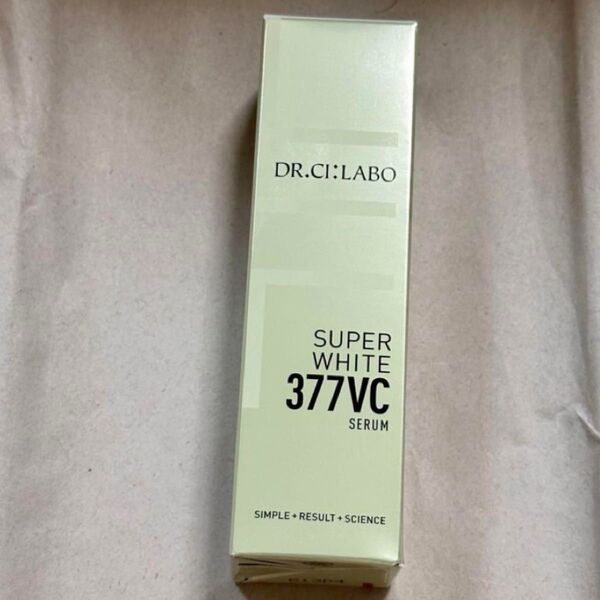 DR.CI:LABO
SUPER
WHITE
377VC
SERUM
SIMPLE+RESULT+SCIENCE